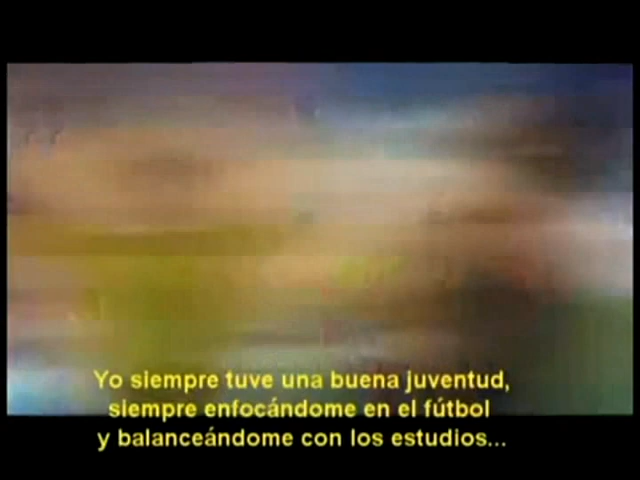 Yo siempre tuve una buena juventud,
siempre enfocándome en el fútbol
y balanceándome con los estudios...